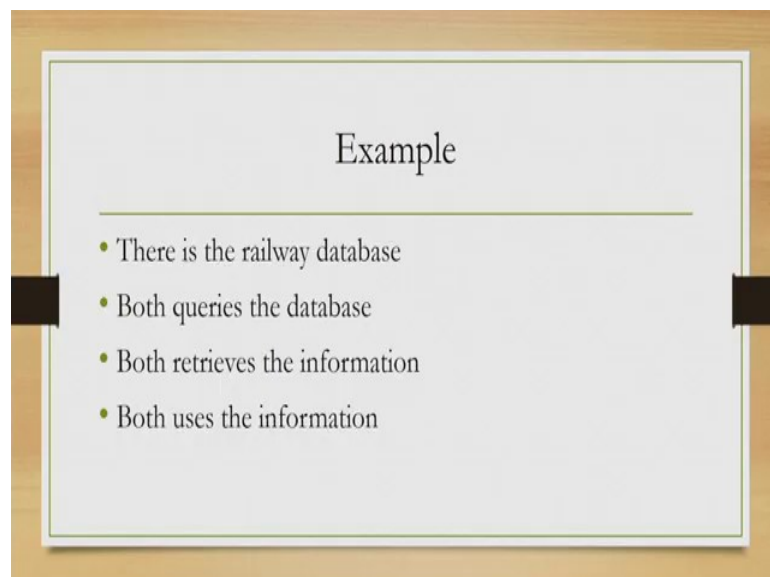 Example
• There is the railway database
• Both queries the database
• Both retrieves the information
• Both uses the information